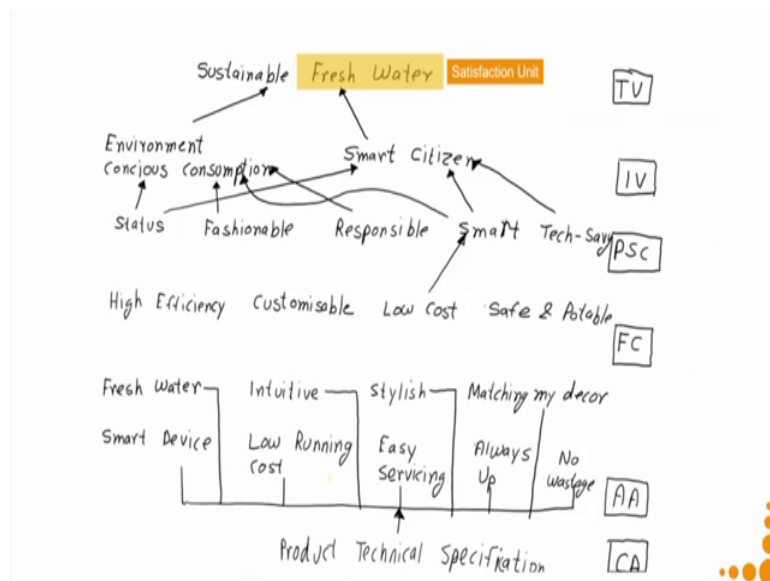 Sustainable Fresh Water Satisfaction Unit TV
Environment
Concious Consumption Smart Citizen IV
Status Fashionable Responsible Smart Tech-Savy PSC
High Efficiency Customisable Low Cost Safe & Potable
FC
Fresh Water Intuitive Stylish Matching my decor
Smart Device Low Running Cost Easy Servicing Always Up No Wastage
AA
Product Technical Specification CA